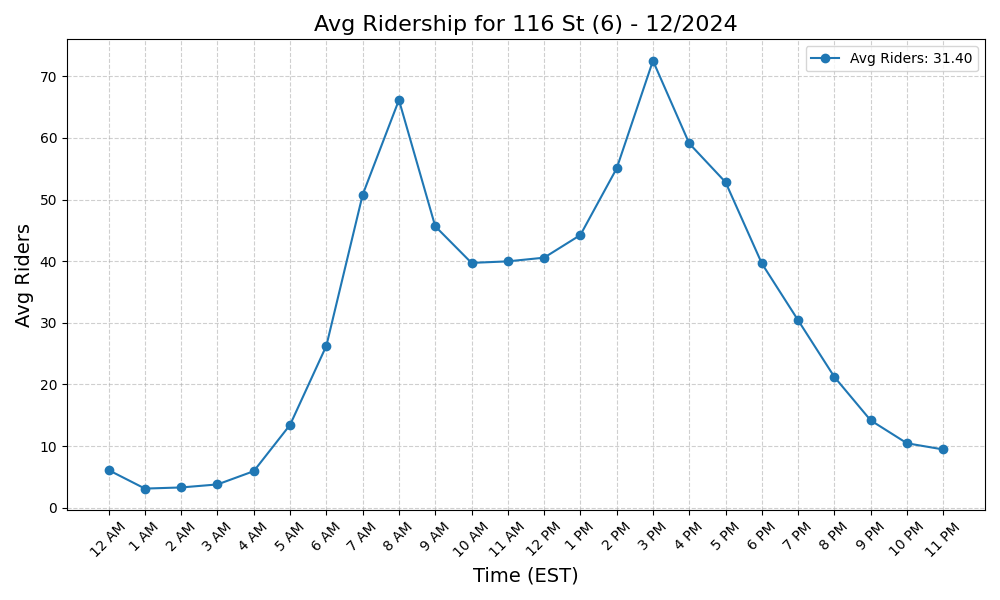 Avg Ridership for 116 St (6) - 12/2024
Avg Riders: 31.40
Avg Riders
70
60
50
40
30
20
10
0
12 AM
1 AM
2 AM
3 AM
4 AM
5 AM
6 AM
7 AM
8 AM
9 AM
10 AM
11 AM
12 PM
1 PM
2 PM
3 PM
4 PM
5 PM
6 PM
7 PM
8 PM
9 PM
10 PM
11 PM
Time (EST)